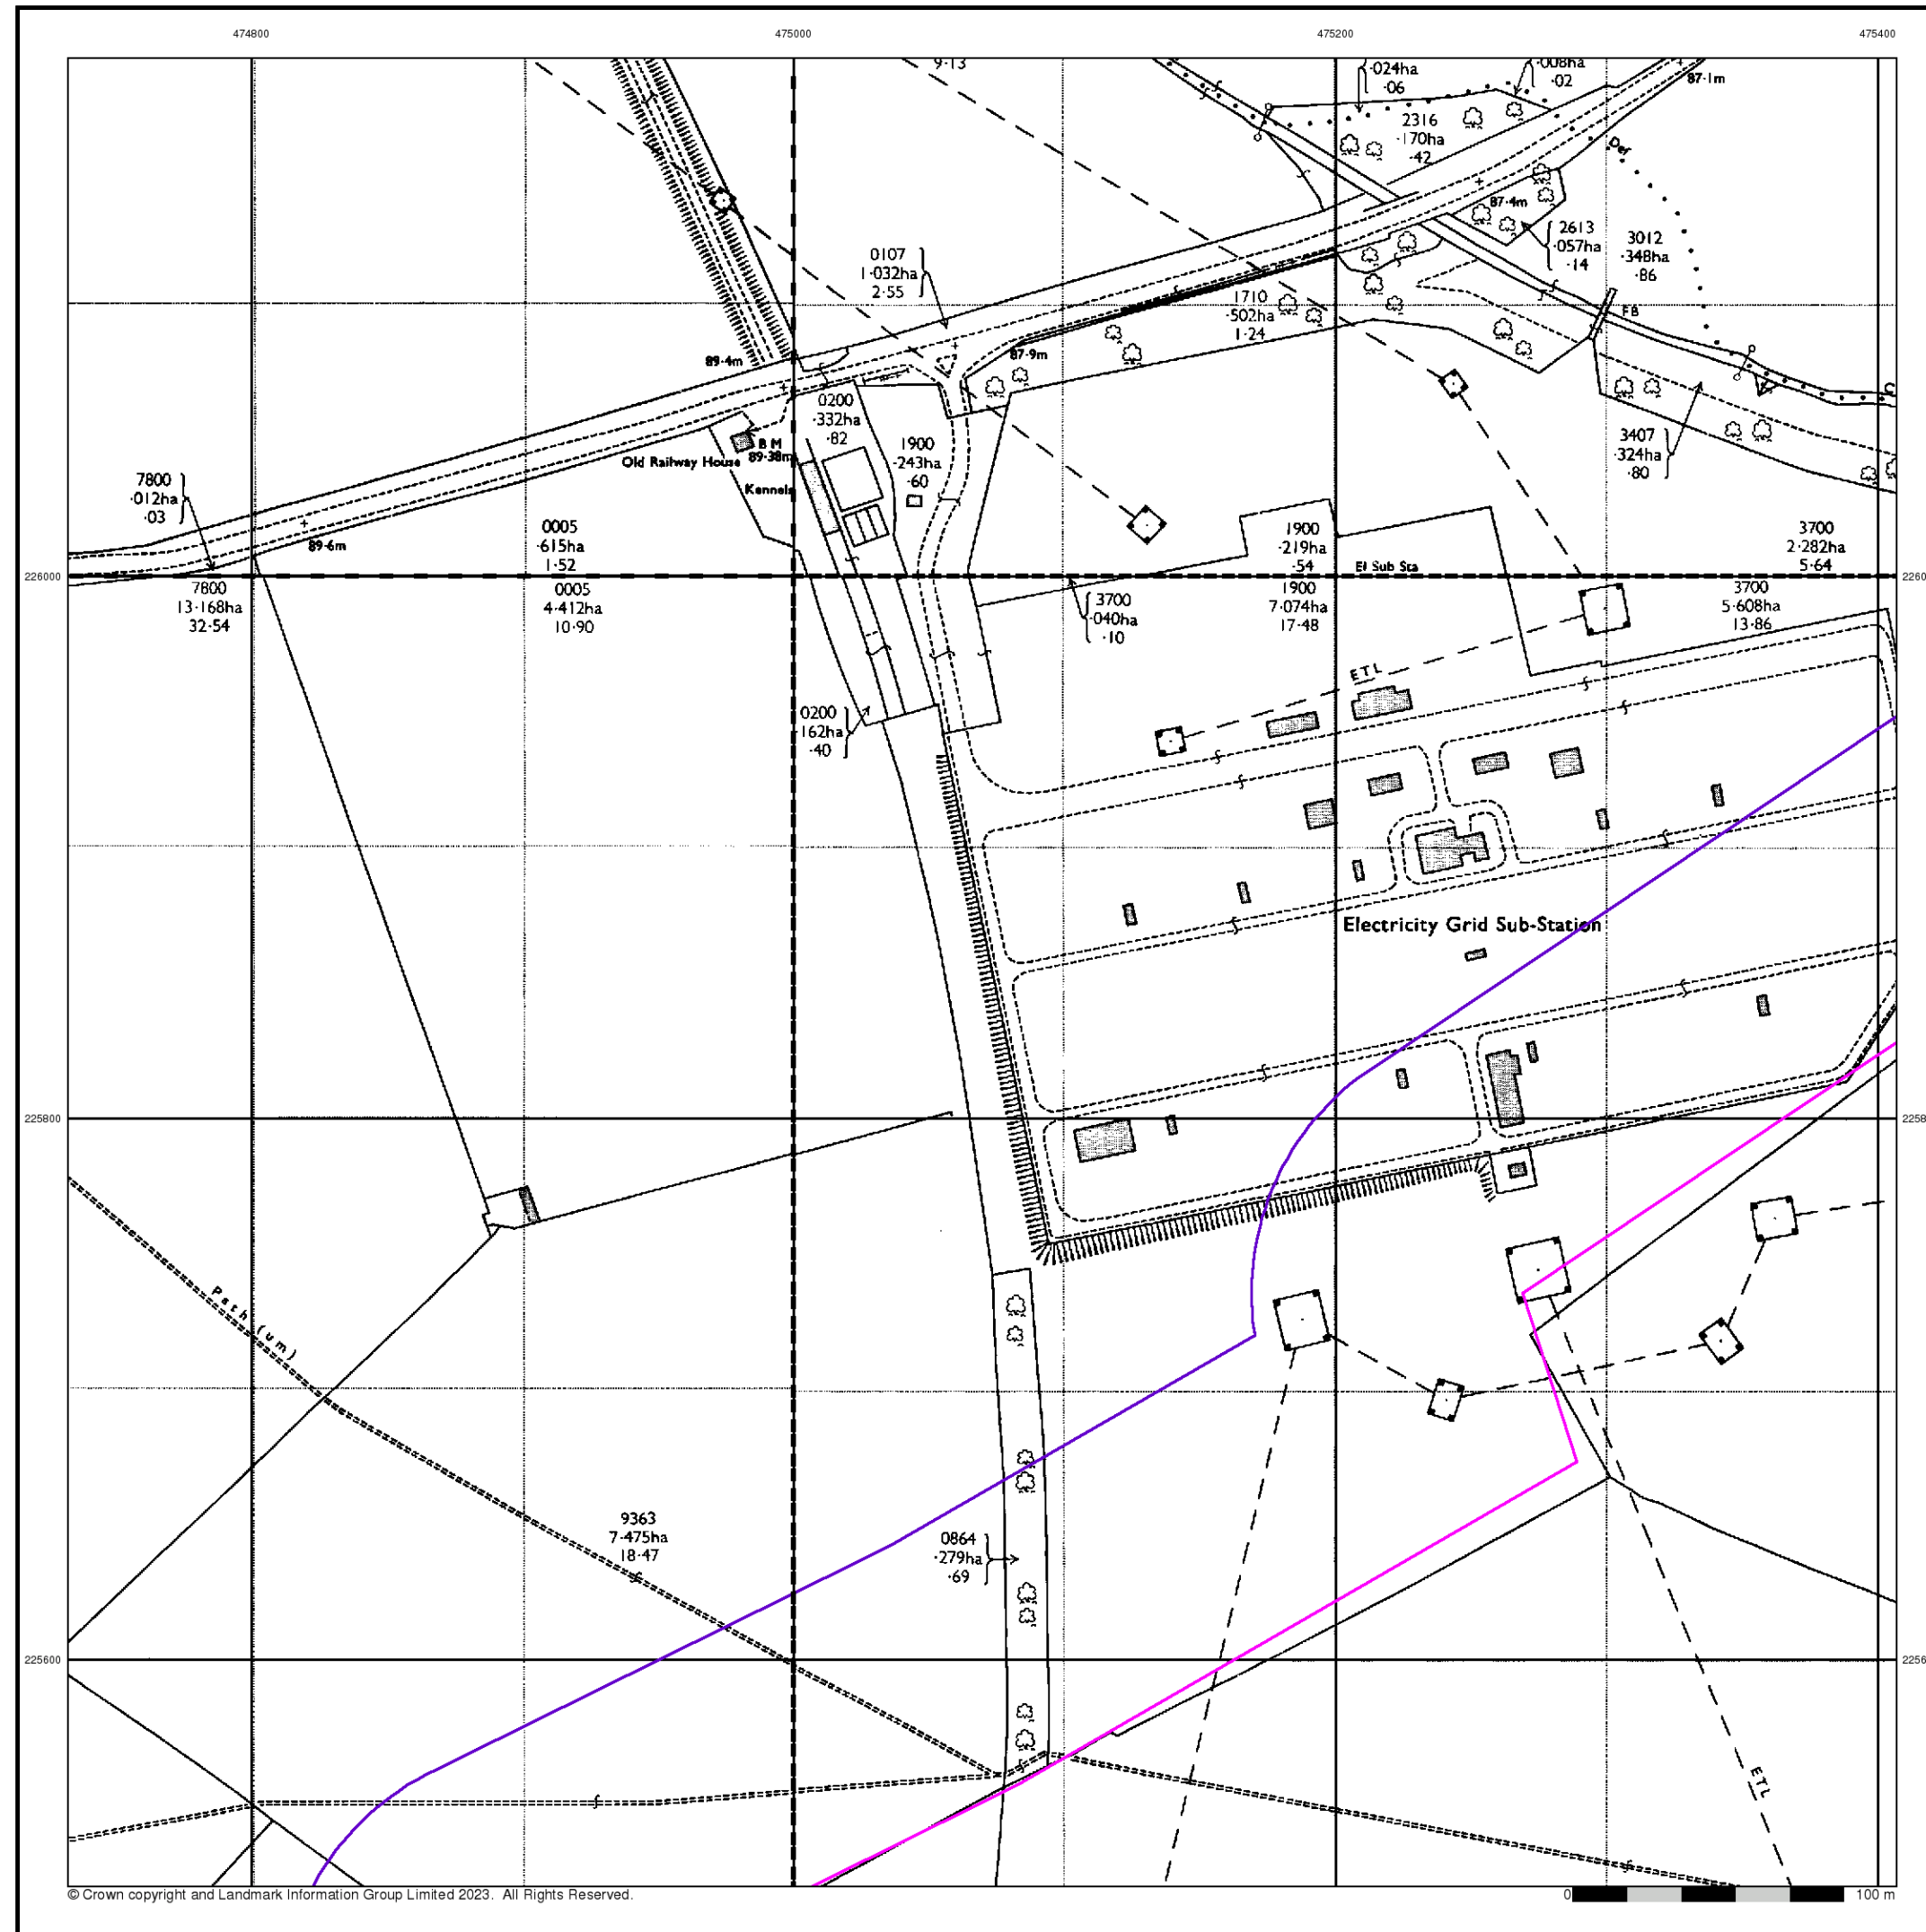 474800
475000
475200
475400
9·13
·024ha
·06
·008ha
·02
87·1m
2316
·170ha
·42
Def
87·4m
2613
·057ha
·14
3012
·348ha
·86
0107
1·032ha
2·55
1710
·502ha
1·24
FB
89·4m
87·9m
0200
·332ha
·82
B M
89·38m
Old Railway House
Kennels
1900
·243ha
·60
3407
·324ha
·80
7800
·012ha
·03
89·6m
0005
·615ha
1·52
1900
·219ha
·54
El Sub Sta
3700
2·282ha
5·64
226000
2260
7800
13·168ha
32·54
0005
4·412ha
10·90
3700
·040ha
·10
1900
7·074ha
17·48
3700
5·608ha
13·86
ETL
0200
·162ha
·40
Electricity Grid Sub-Station
225800
2258
Path (um)
9363
7·475ha
18·47
0864
·279ha
·69
225600
2256
ETL
© Crown copyright and Landmark Information Group Limited 2023. All Rights Reserved.
0
100 m